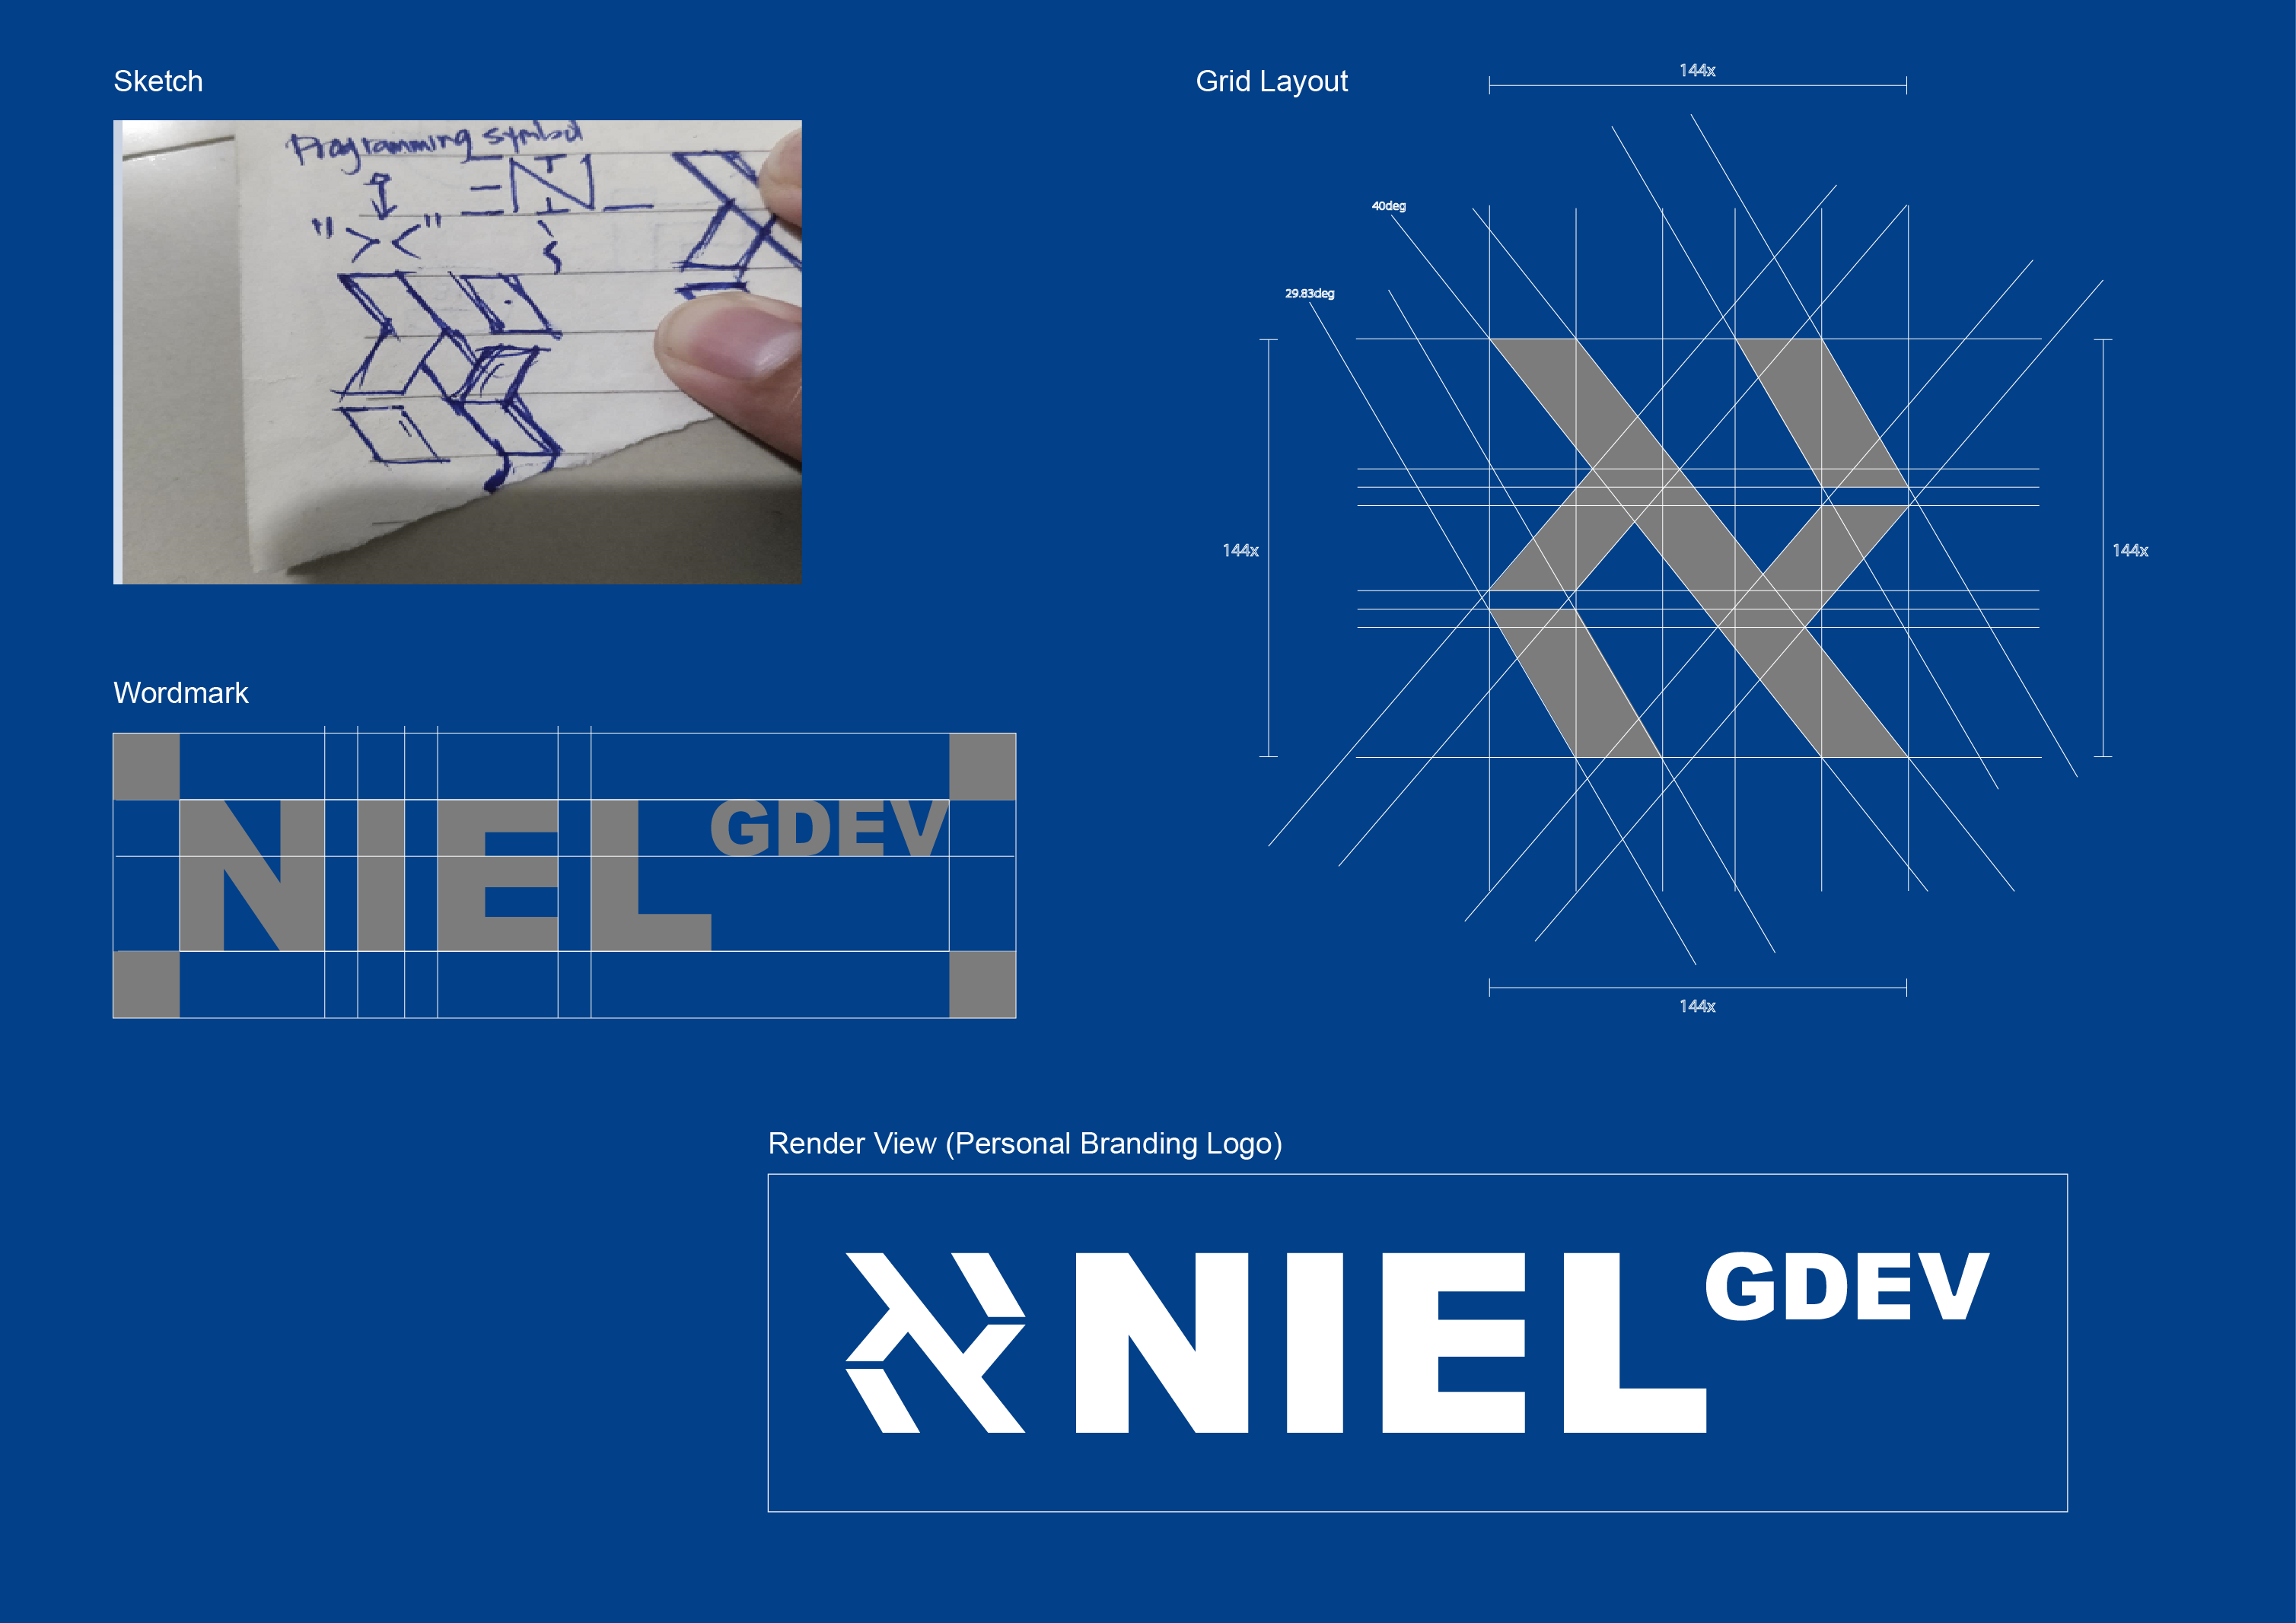 Sketch
Programming symbol
N
"><"
Grid Layout
144x
40deg
29.83deg
144x
144x
144x
Wordmark
NIEL GDEV
Render View (Personal Branding Logo)
NIEL GDEV